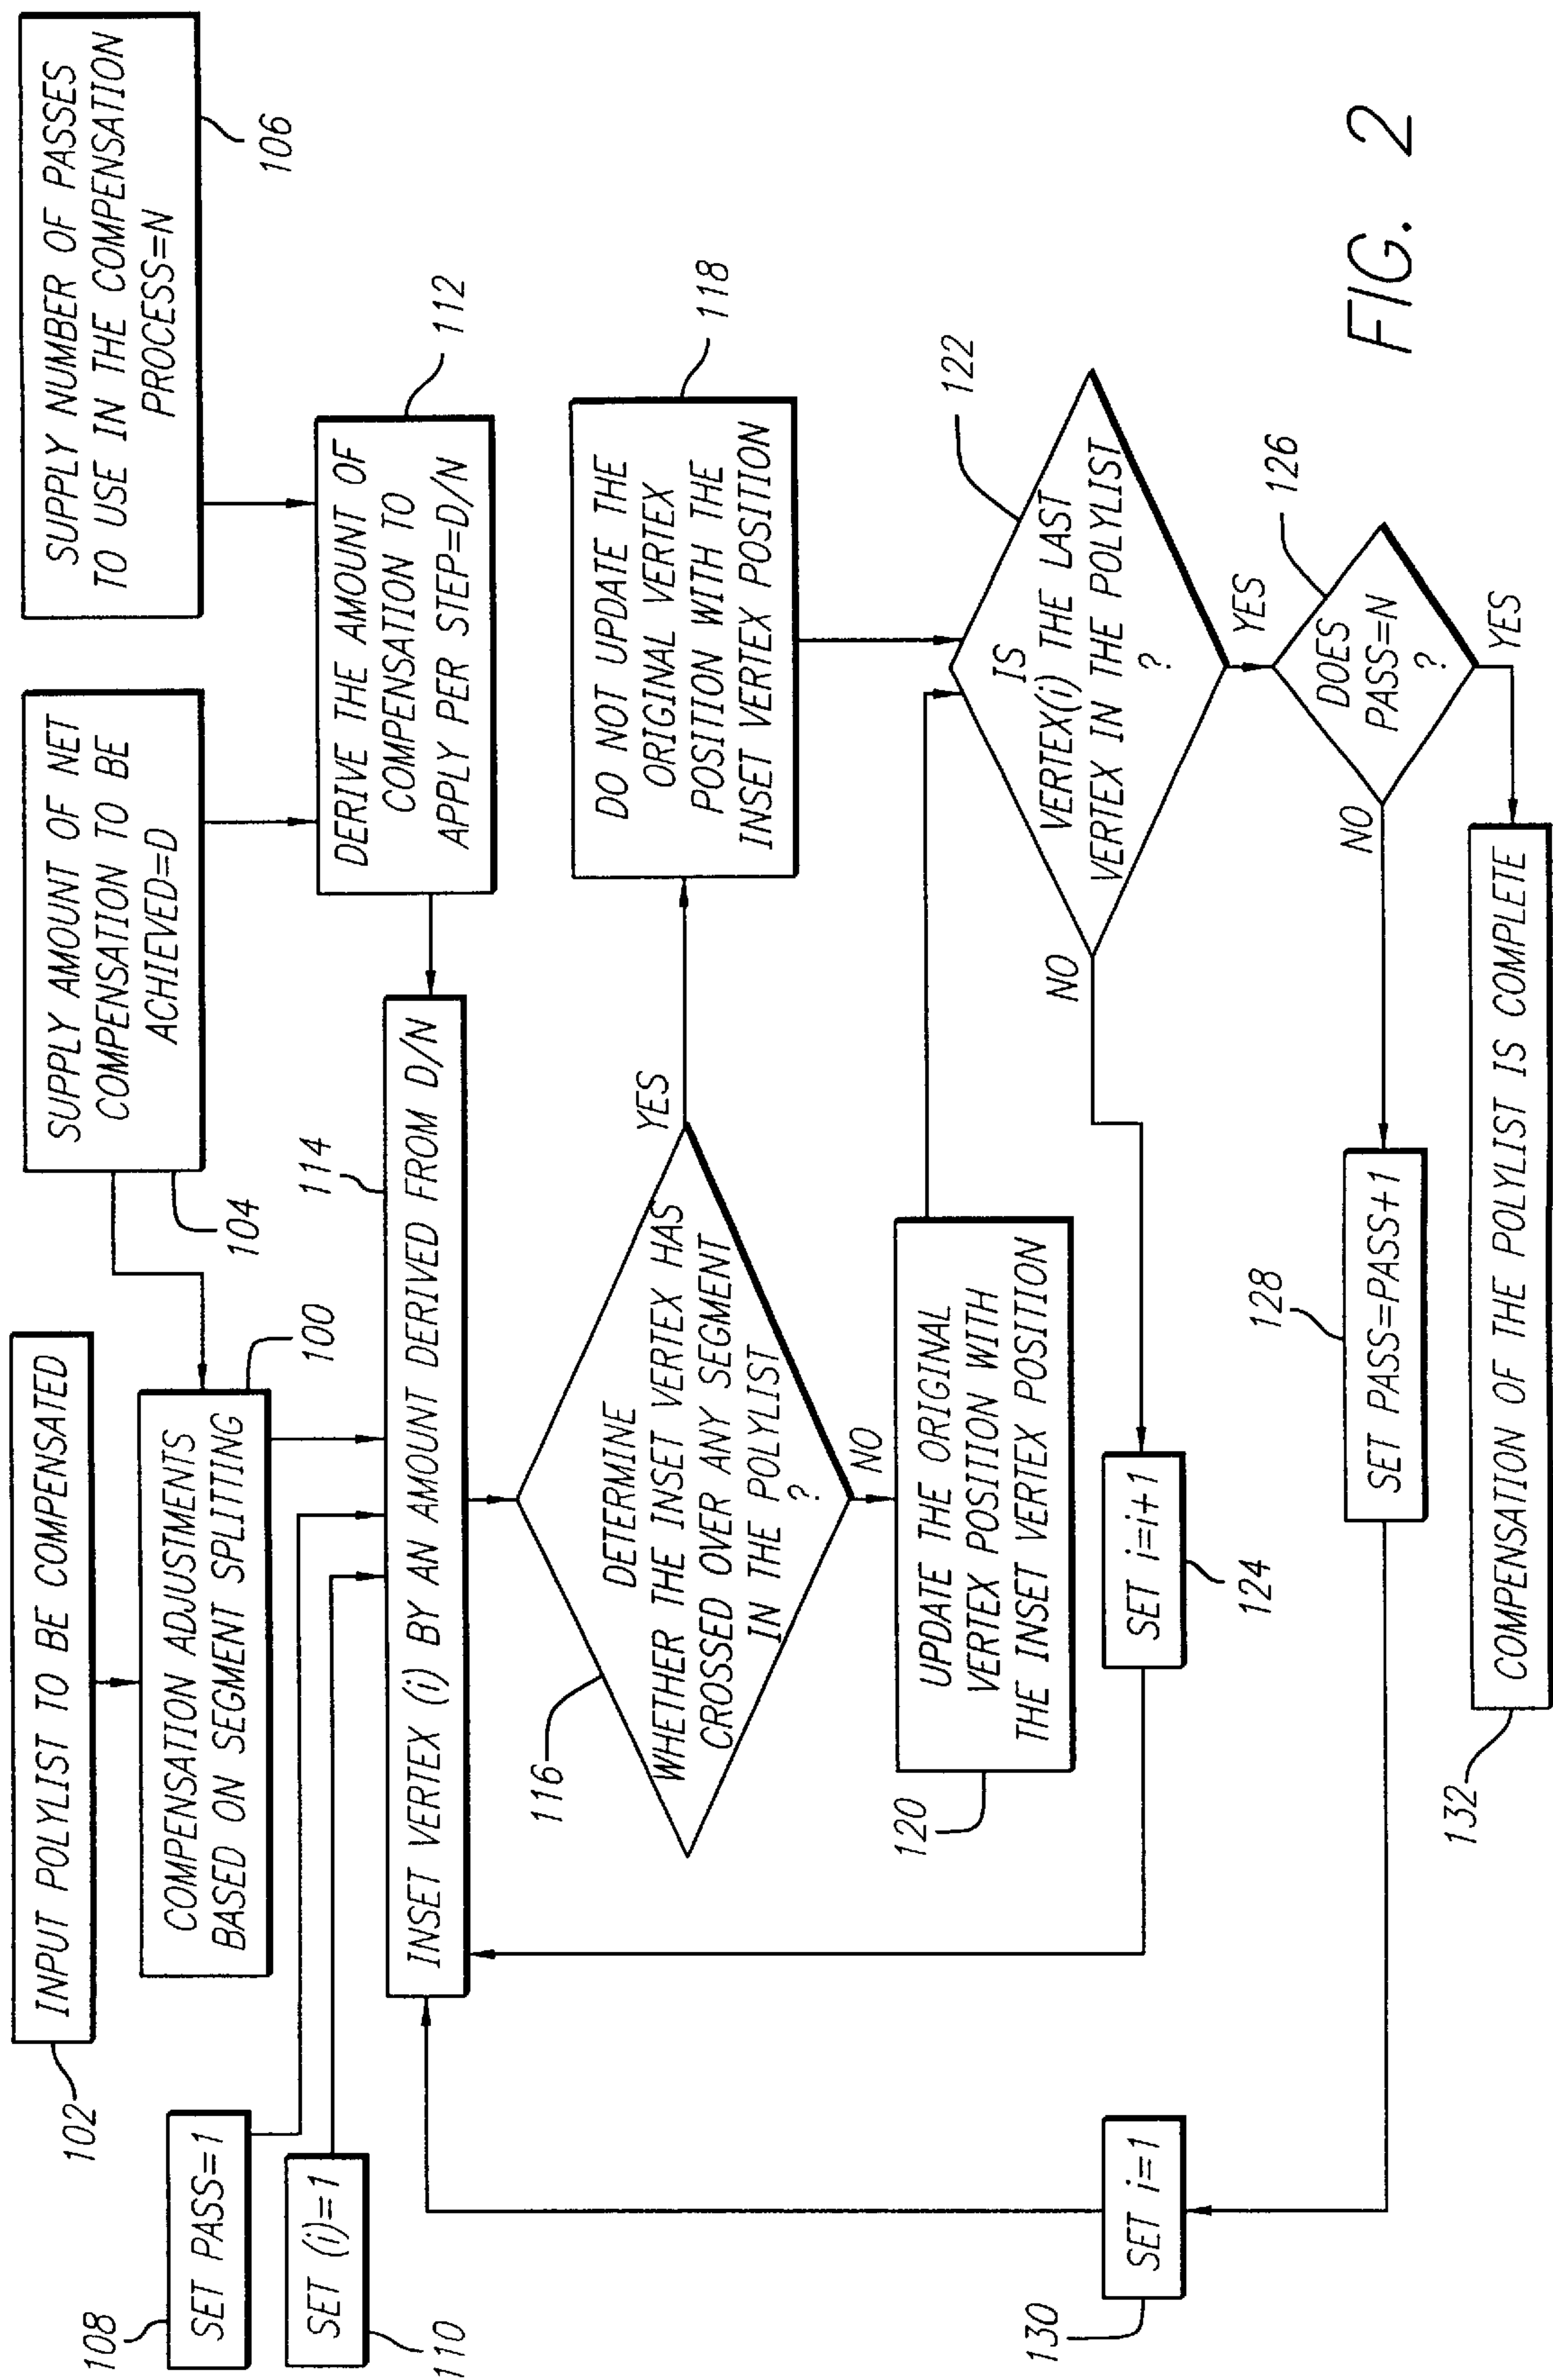 INPUT POLYLIST TO BE COMPENSATED
102
SUPPLY AMOUNT OF NET
COMPENSATION TO BE
ACHIEVED=D
104
SUPPLY NUMBER OF PASSES
TO USE IN THE COMPENSATION
PROCESS=N
106
COMPENSATION ADJUSTMENTS
BASED ON SEGMENT SPLITTING
100
SET PASS=1
108
SET (i)=1
110
DERIVE THE AMOUNT OF
COMPENSATION TO
APPLY PER STEP=D/N
112
INSET VERTEX (i) BY AN AMOUNT DERIVED FROM D/N
114
DETERMINE
WHETHER THE INSET VERTEX HAS
CROSSED OVER ANY SEGMENT
IN THE POLYLIST
?
116
YES
NO
DO NOT UPDATE THE
ORIGINAL VERTEX
POSITION WITH THE
INSET VERTEX POSITION
118
UPDATE THE ORIGINAL
VERTEX POSITION WITH
THE INSET VERTEX POSITION
120
IS
VERTEX(i) THE LAST
VERTEX IN THE POLYLIST
?
122
NO
YES
SET i=i+1
124
DOES
PASS=N
?
126
NO
YES
SET PASS=PASS+1
128
SET i=1
130
COMPENSATION OF THE POLYLIST IS COMPLETE
132
FIG. 2